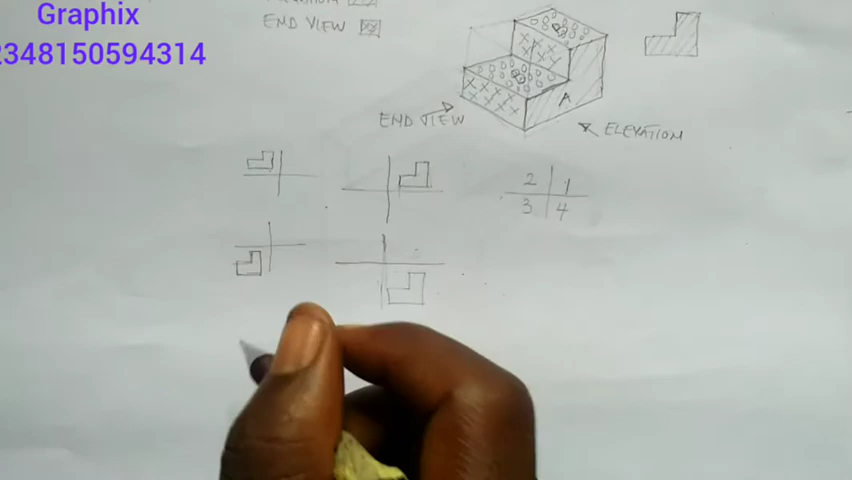 Graphix
2348150594314
END VIEW
A
END VIEW
ELEVATION
2 1
3 4